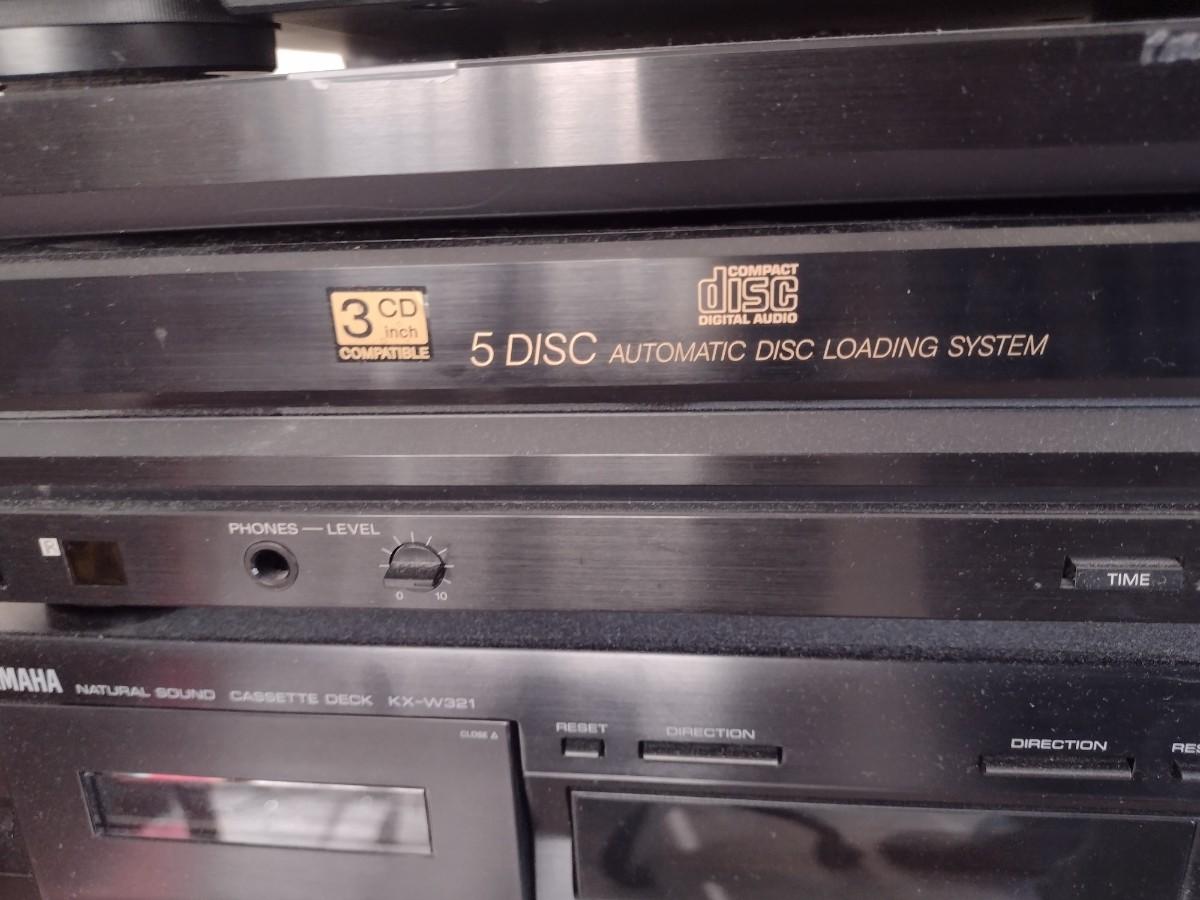 COMPACT
disc
DIGITAL AUDIO
3 CD
inch
COMPATIBLE
5 DISC AUTOMATIC DISC LOADING SYSTEM
PHONES — LEVEL
R
0 10
TIME
MAHA NATURAL SOUND CASSETTE DECK KX-W321
CLOSE
RESET DIRECTION
DIRECTION RES